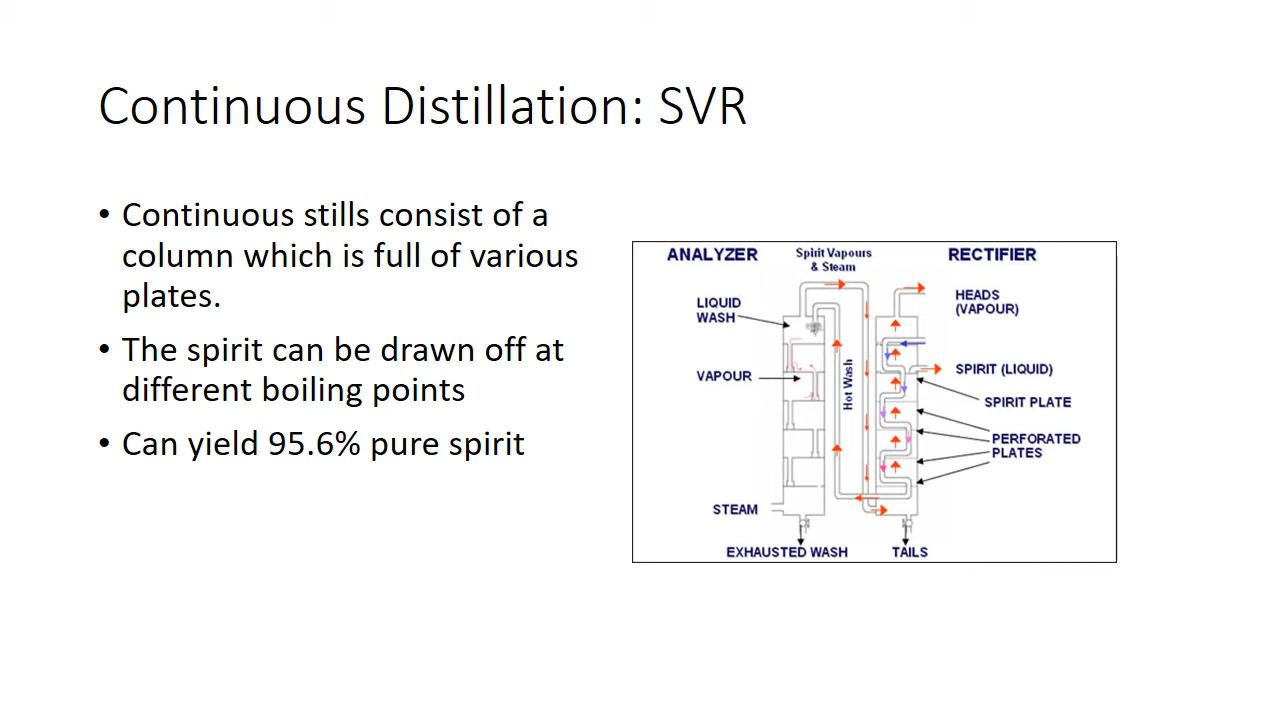 Continuous Distillation: SVR
• Continuous stills consist of a
column which is full of various
plates.
• The spirit can be drawn off at
different boiling points
• Can yield 95.6% pure spirit
ANALYZER
Spirit Vapours
& Steam
RECTIFIER
LIQUID
WASH
HEADS
(VAPOUR)
VAPOUR
Hot Wash
SPIRIT (LIQUID)
SPIRIT PLATE
PERFORATED
PLATES
STEAM
EXHAUSTED WASH
TAILS